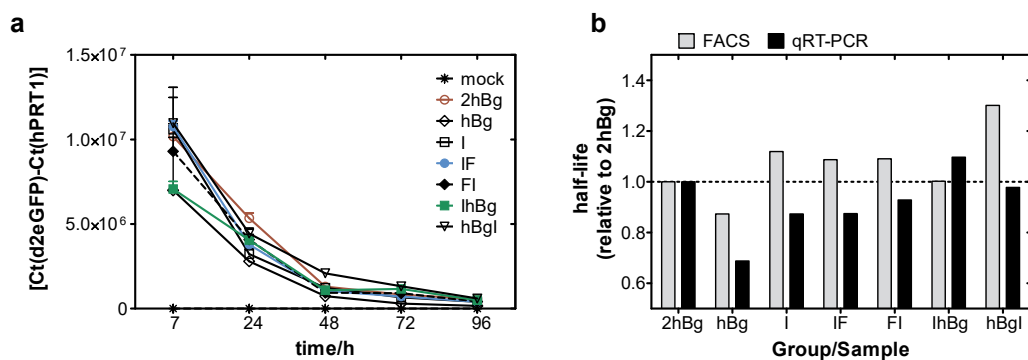 a
[Ct(d2eGFP)-Ct(hPRT1)]
1.5×10⁷
1.0×10⁷
5.0×10⁶
0
7 24 48 72 96
time/h
mock
2hBg
hBg
I
IF
FI
IhBg
hBgI
b
FACS qRT-PCR
half-life
(relative to 2hBg)
1.4
1.2
1.0
0.8
0.6
2hBg hBg I IF FI IhBg hBgI
Group/Sample